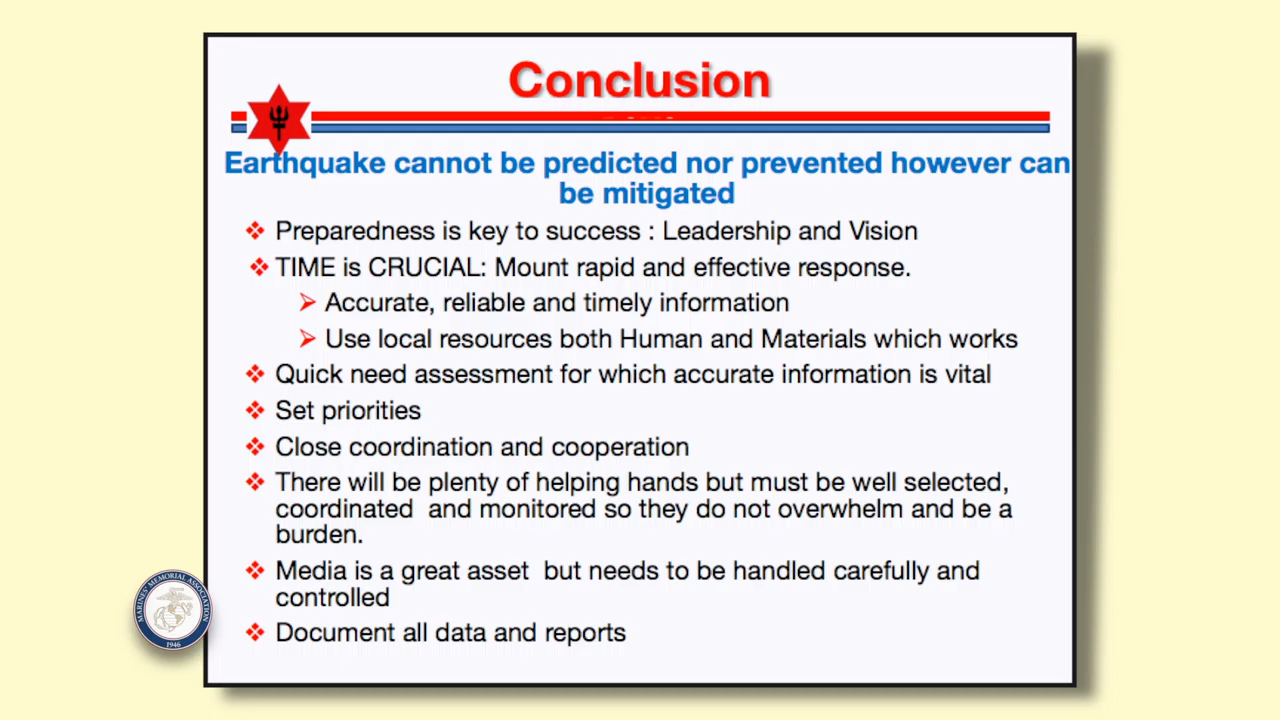 Conclusion
Earthquake cannot be predicted nor prevented however can
be mitigated
Preparedness is key to success : Leadership and Vision
TIME is CRUCIAL: Mount rapid and effective response.
Accurate, reliable and timely information
Use local resources both Human and Materials which works
Quick need assessment for which accurate information is vital
Set priorities
Close coordination and cooperation
There will be plenty of helping hands but must be well selected,
coordinated and monitored so they do not overwhelm and be a
burden.
Media is a great asset but needs to be handled carefully and
controlled
Document all data and reports
MARINES' MEMORIAL ASSOCIATION
1946